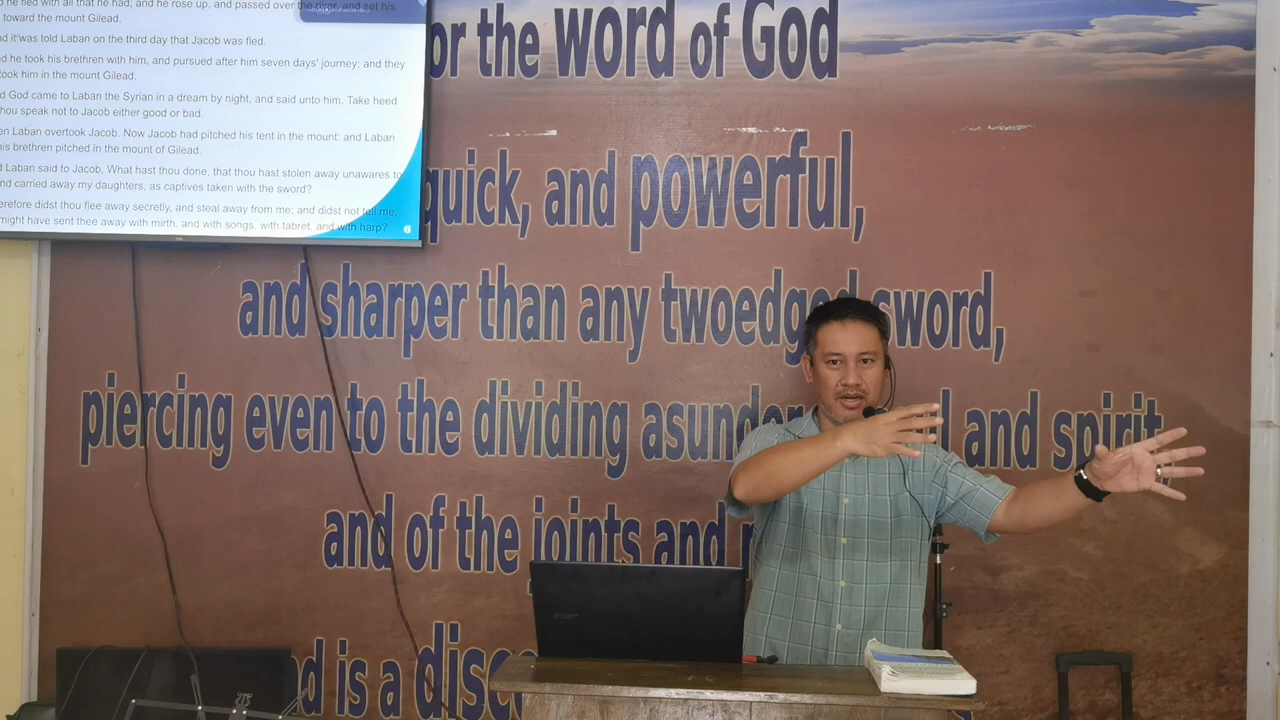 he fled with all that he had; and he rose up, and passed over the river, and set his
toward the mount Gilead.
it was told Laban on the third day that Jacob was fled.
he took his brethren with him, and pursued after him seven days' journey; and they
him in the mount Gilead.
God came to Laban the Syrian in a dream by night, and said unto him, Take heed
thou speak not to Jacob either good or bad.
Laban overtook Jacob. Now Jacob had pitched his tent in the mount: and Laban
his brethren pitched in the mount of Gilead.
Laban said to Jacob, What hast thou done, that thou hast stolen away unawares to
and carried away my daughters, as captives taken with the sword?
didst thou flee away secretly, and steal away from me; and didst not tell me,
might have sent thee away with mirth, and with songs, with tabret, and with harp?
or the word of God
quick, and powerful,
and sharper than any twoedged sword,
piercing even to the dividing asunder and spirit
and of the joints and
is a